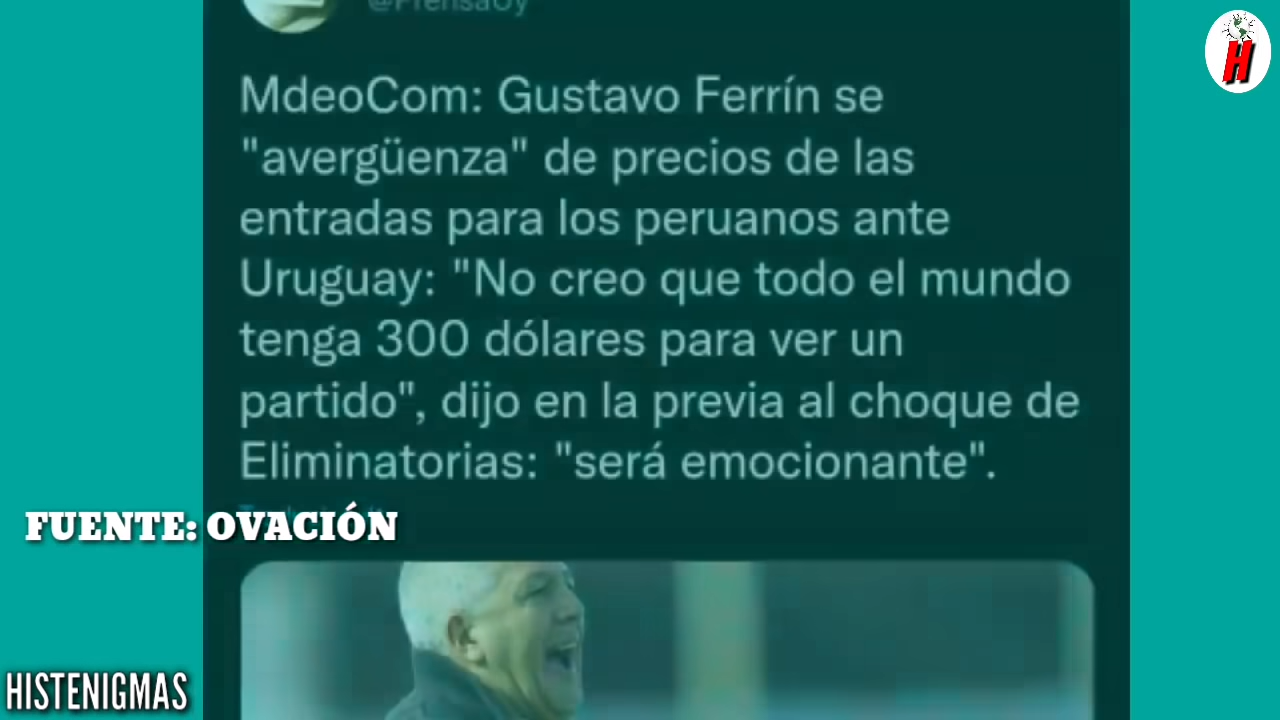 @PrensaUy
H
MdeoCom: Gustavo Ferrín se
"avergüenza" de precios de las
entradas para los peruanos ante
Uruguay: "No creo que todo el mundo
tenga 300 dólares para ver un
partido", dijo en la previa al choque de
Eliminatorias: "será emocionante".
FUENTE: OVACIÓN
HISTENIGMAS